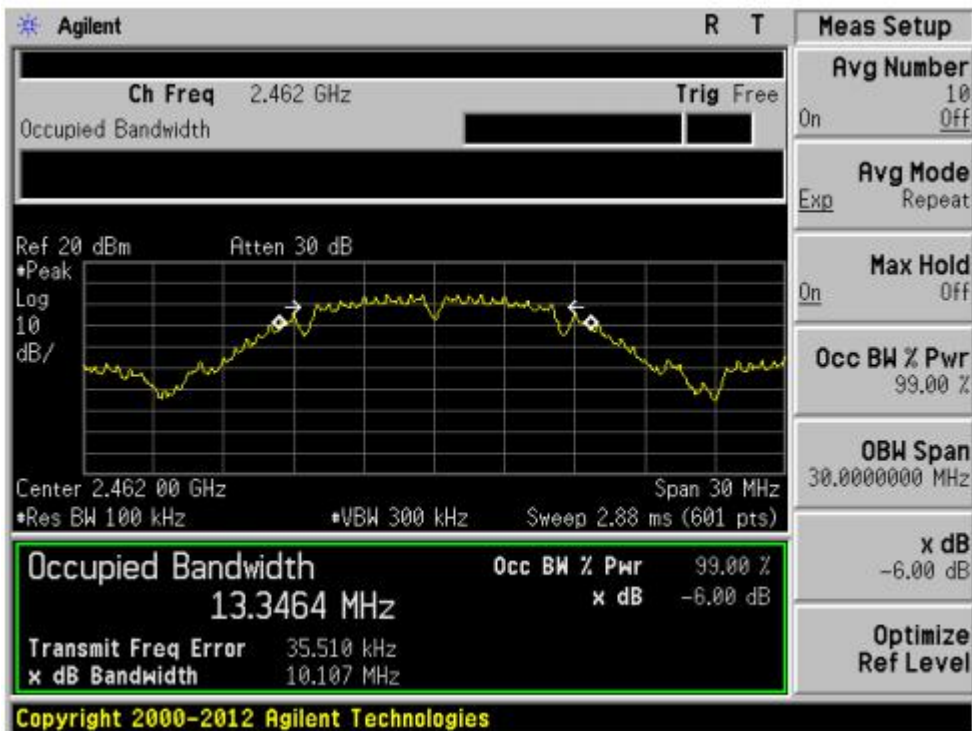 Agilent R T
Ch Freq 2.462 GHz Trig Free
Occupied Bandwidth
Ref 20 dBm Atten 30 dB
#Peak
Log
10
dB/
Center 2.462 00 GHz Span 30 MHz
#Res BW 100 kHz #VBW 300 kHz Sweep 2.88 ms (601 pts)
Occupied Bandwidth Occ BW % Pwr 99.00 %
13.3464 MHz x dB -6.00 dB
Transmit Freq Error 35.510 kHz
x dB Bandwidth 10.107 MHz
Copyright 2000-2012 Agilent Technologies
Meas Setup
Avg Number
10
On Off
Avg Mode
Exp Repeat
Max Hold
On Off
Occ BW % Pwr
99.00 %
OBW Span
30.0000000 MHz
x dB
-6.00 dB
Optimize
Ref Level